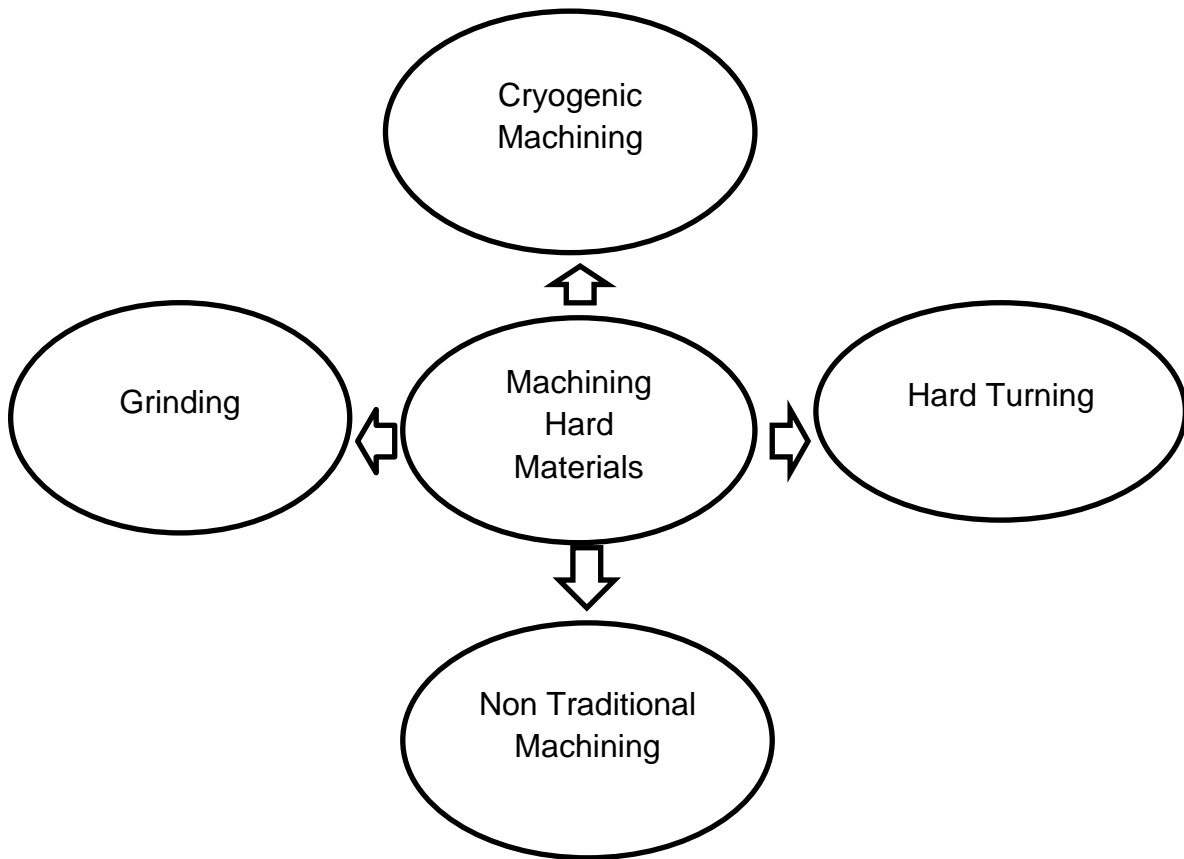 Cryogenic
Machining
Grinding
Machining
Hard
Materials
Hard Turning
Non Traditional
Machining